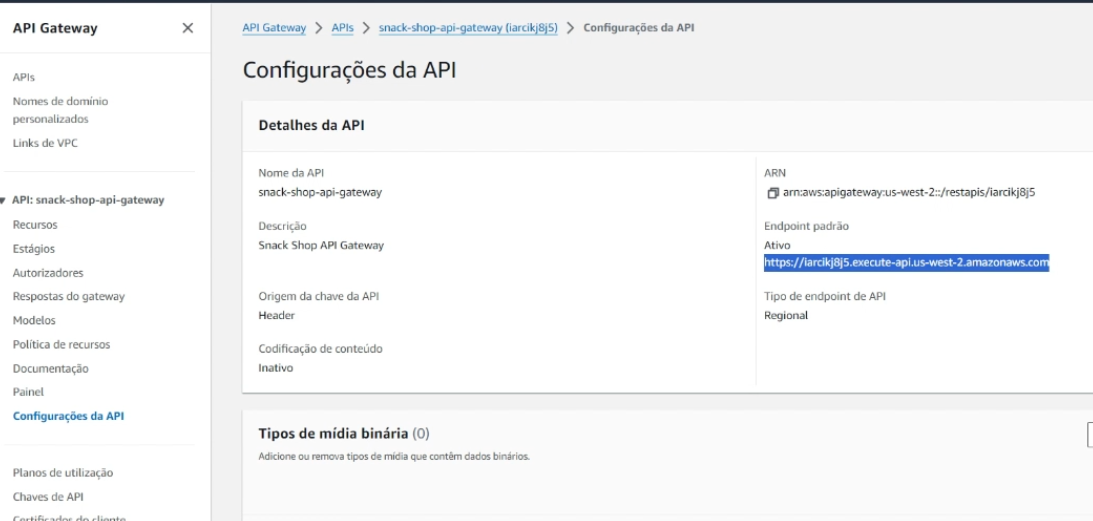 API Gateway
APIs
Nomes de domínio
personalizados
Links de VPC
API: snack-shop-api-gateway
Recursos
Estágios
Autorizadores
Respostas do gateway
Modelos
Política de recursos
Documentação
Painel
Configurações da API
Planos de utilização
Chaves de API
Certificados do cliente
API Gateway > APIs > snack-shop-api-gateway (iarcikj8j5) > Configurações da API
Configurações da API
Detalhes da API
Nome da API
snack-shop-api-gateway
Descrição
Snack Shop API Gateway
Origem da chave da API
Header
Codificação de conteúdo
Inativo
ARN
arn:aws:apigateway:us-west-2::/restapis/iarcikj8j5
Endpoint padrão
Ativo
https://iarcikj8j5.execute-api.us-west-2.amazonaws.com
Tipo de endpoint de API
Regional
Tipos de mídia binária (0)
Adicione ou remova tipos de mídia que contêm dados binários.